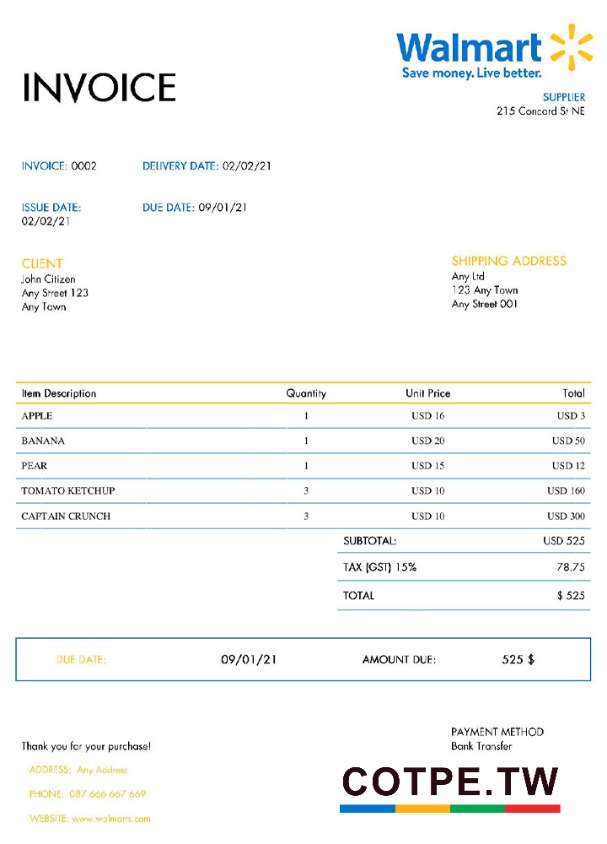 Walmart
Save money. Live better.
INVOICE
SUPPLIER
215 Concord St NE
INVOICE: 0002 DELIVERY DATE: 02/02/21
ISSUE DATE: DUE DATE: 09/01/21
02/02/21
CLIENT
John Citizen
Any Street 123
Any Town
SHIPPING ADDRESS
Any Ltd
123 Any Town
Any Street 001
Item Description Quantity Unit Price Total
APPLE 1 USD 16 USD 3
BANANA 1 USD 20 USD 50
PEAR 1 USD 15 USD 12
TOMATO KETCHUP 3 USD 10 USD 160
CAPTAIN CRUNCH 3 USD 10 USD 300
SUBTOTAL: USD 525
TAX (GST) 15% 78.75
TOTAL $ 525
DUE DATE: 09/01/21 AMOUNT DUE: 525 $
PAYMENT METHOD
Bank Transfer
Thank you for your purchase!
ADDRESS: Any Address
PHONE: 087 666 667 669
WEBSITE: www.walmarts.com
COTPE.TW